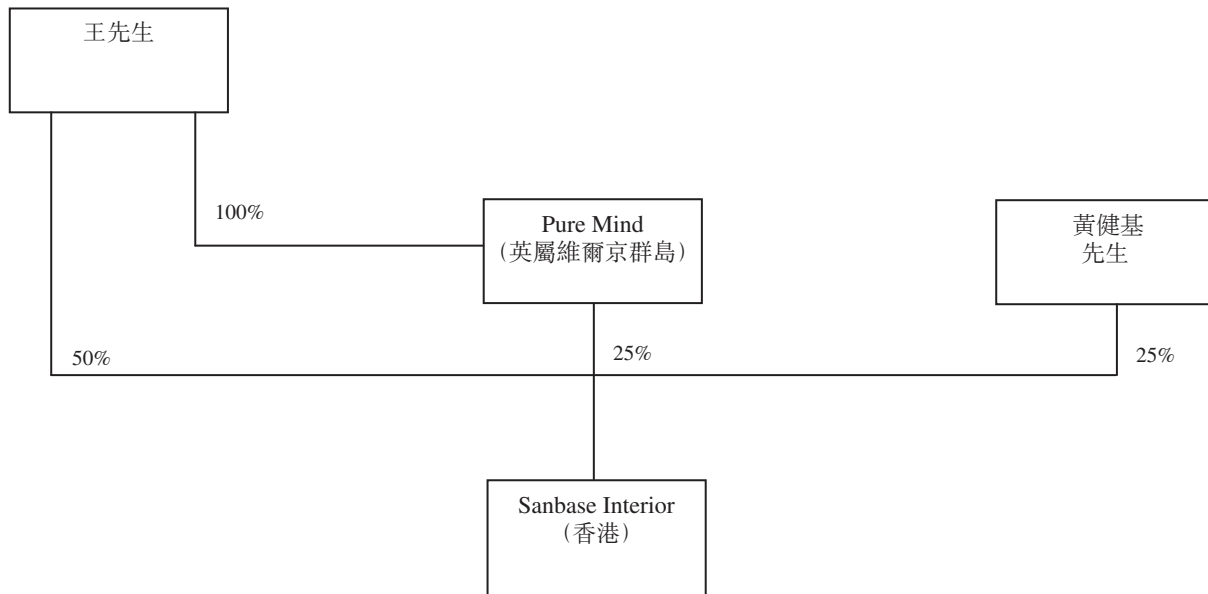 王先生
100%
Pure Mind
（英屬維爾京群島）
黃健基
先生
50%
25%
25%
Sanbase Interior
（香港）